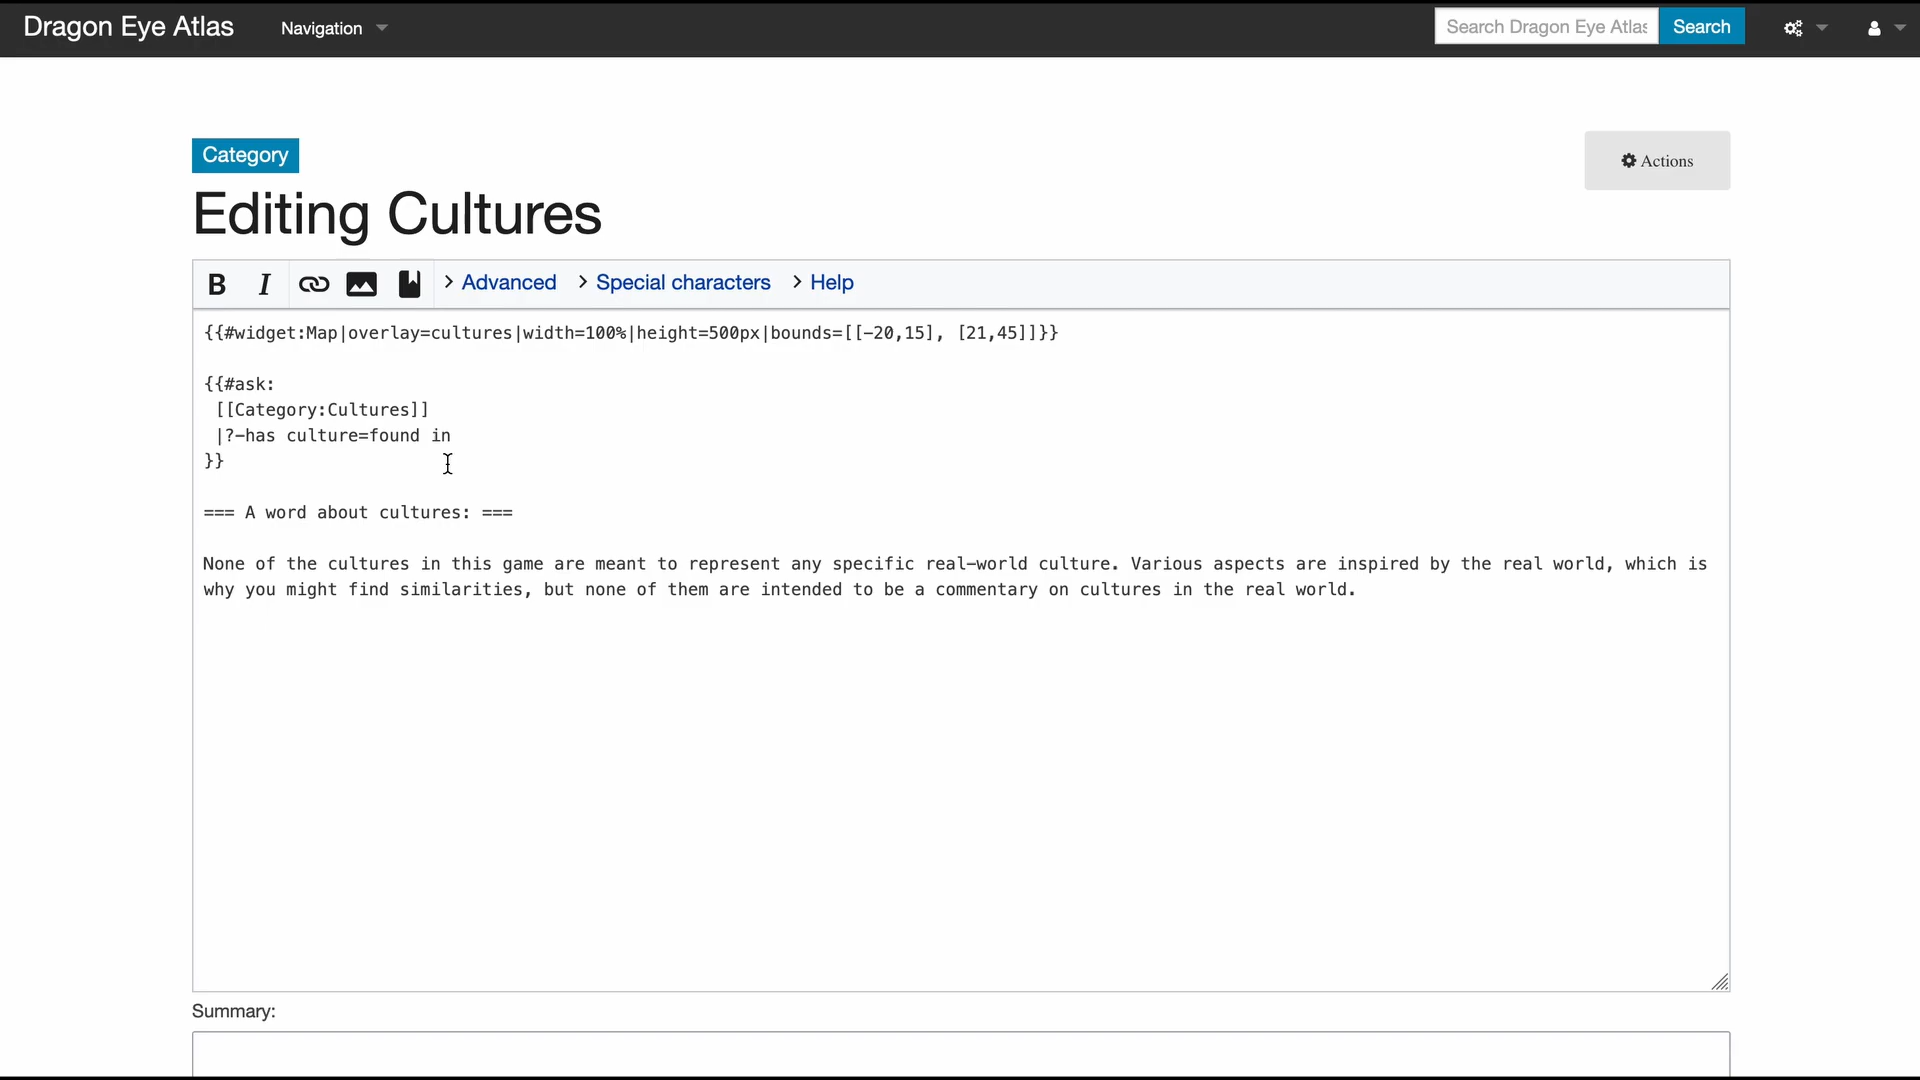 Dragon Eye Atlas Navigation Search Dragon Eye Atlas Search
Category
Actions
Editing Cultures
B I > Advanced > Special characters > Help
{{#widget:Map|overlay=cultures|width=100%|height=500px|bounds=[[-20,15], [21,45]]}}
{{#ask:
[[Category:Cultures]]
|?-has culture=found in
}}
=== A word about cultures: ===
None of the cultures in this game are meant to represent any specific real-world culture. Various aspects are inspired by the real world, which is
why you might find similarities, but none of them are intended to be a commentary on cultures in the real world.
Summary: